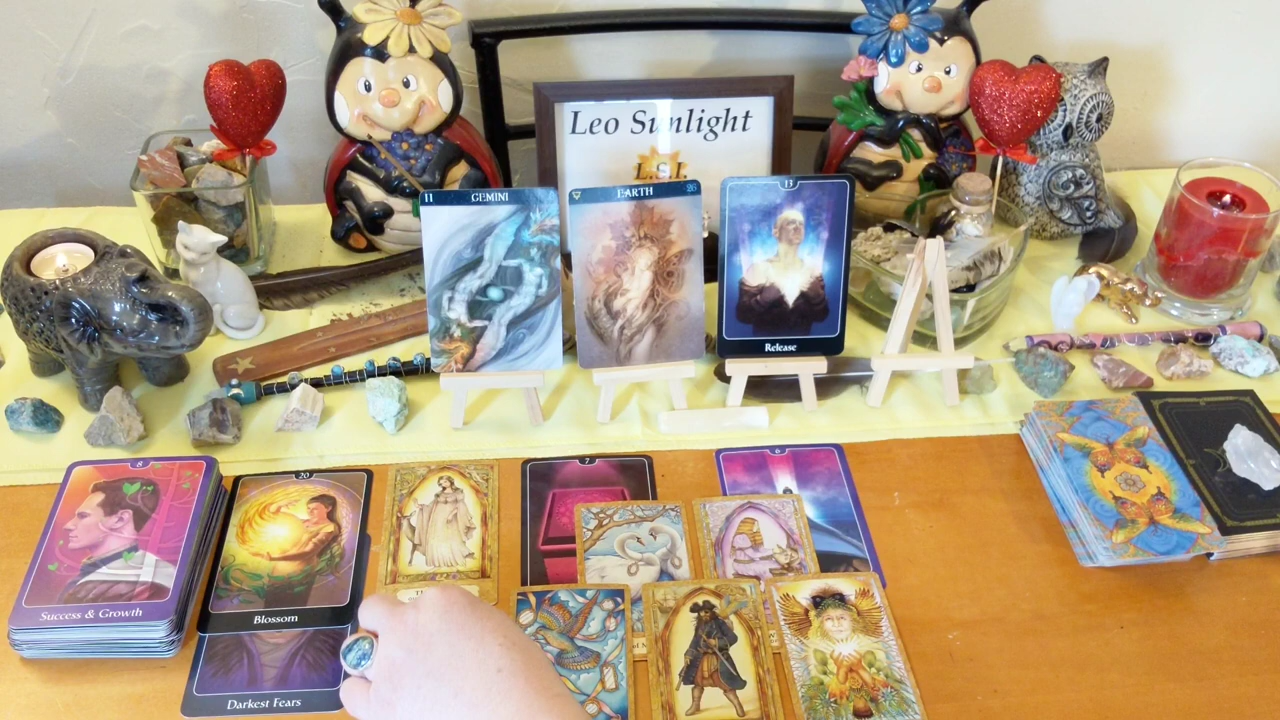 Leo Sunlight
L.S.T.
11 GEMINI
EARTH 26
13
Release
8
Success & Growth
20
Blossom
Darkest Fears
7
6